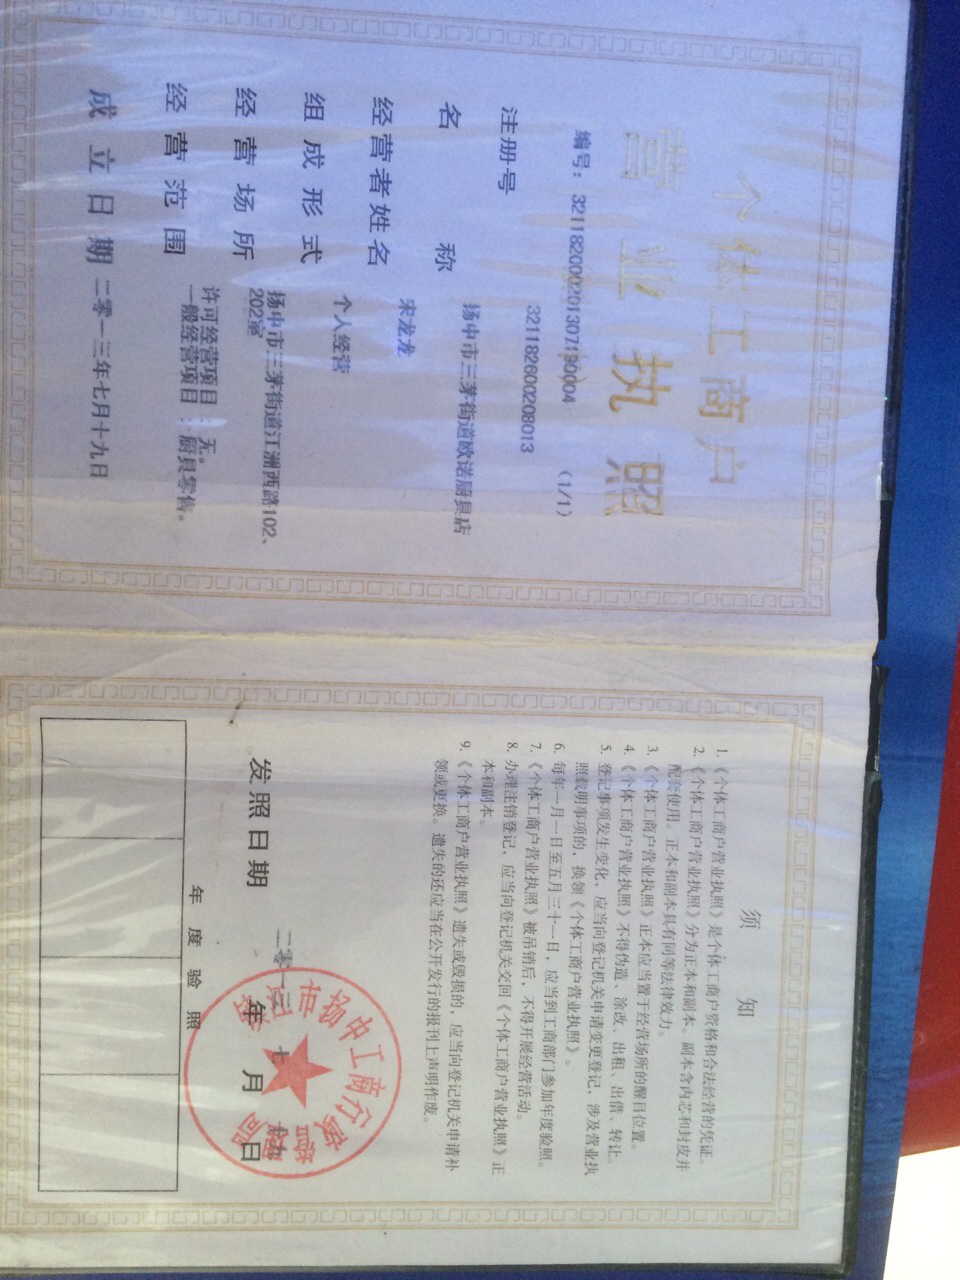 个体工商户
营业执照
编号：321182000201307190004
(1/1)
注册号 321182600208013
名称 扬中市三茅街道欧诺厨具店
经营者姓名 宋龙龙
组成形式 个人经营
经营场所 扬中市三茅街道江洲西路102、
202室
经营范围 许可经营项目：无。
一般经营项目：厨具零售。
成立日期 二零一三年七月十九日
须知
1. 《个体工商户营业执照》是个体工商户资格和合法经营的凭证。
2. 《个体工商户营业执照》分为正本和副本。副本含内芯和封皮并
配套使用。正本和副本具有同等法律效力。
3. 《个体工商户营业执照》正本应当置于经营场所的醒目位置。
4. 《个体工商户营业执照》不得伪造、涂改、出租、出借、转让。
5. 登记事项发生变化，应当向登记机关申请变更登记，涉及营业执
照载明事项的，换领《个体工商户营业执照》。
6. 每年一月一日至五月三十一日，应当到工商部门参加年度验照。
7. 《个体工商户营业执照》被吊销后，不得开展经营活动。
8. 办理注销登记，应当向登记机关交回《个体工商户营业执照》正
本和副本。
9. 《个体工商户营业执照》遗失或毁损的，应当向登记机关申请补
领或更换。遗失的还应当在公开发行的报刊上声明作废。
镇江市扬中工商行政管理局
发照日期 二零一三年七月十九日
年度验照